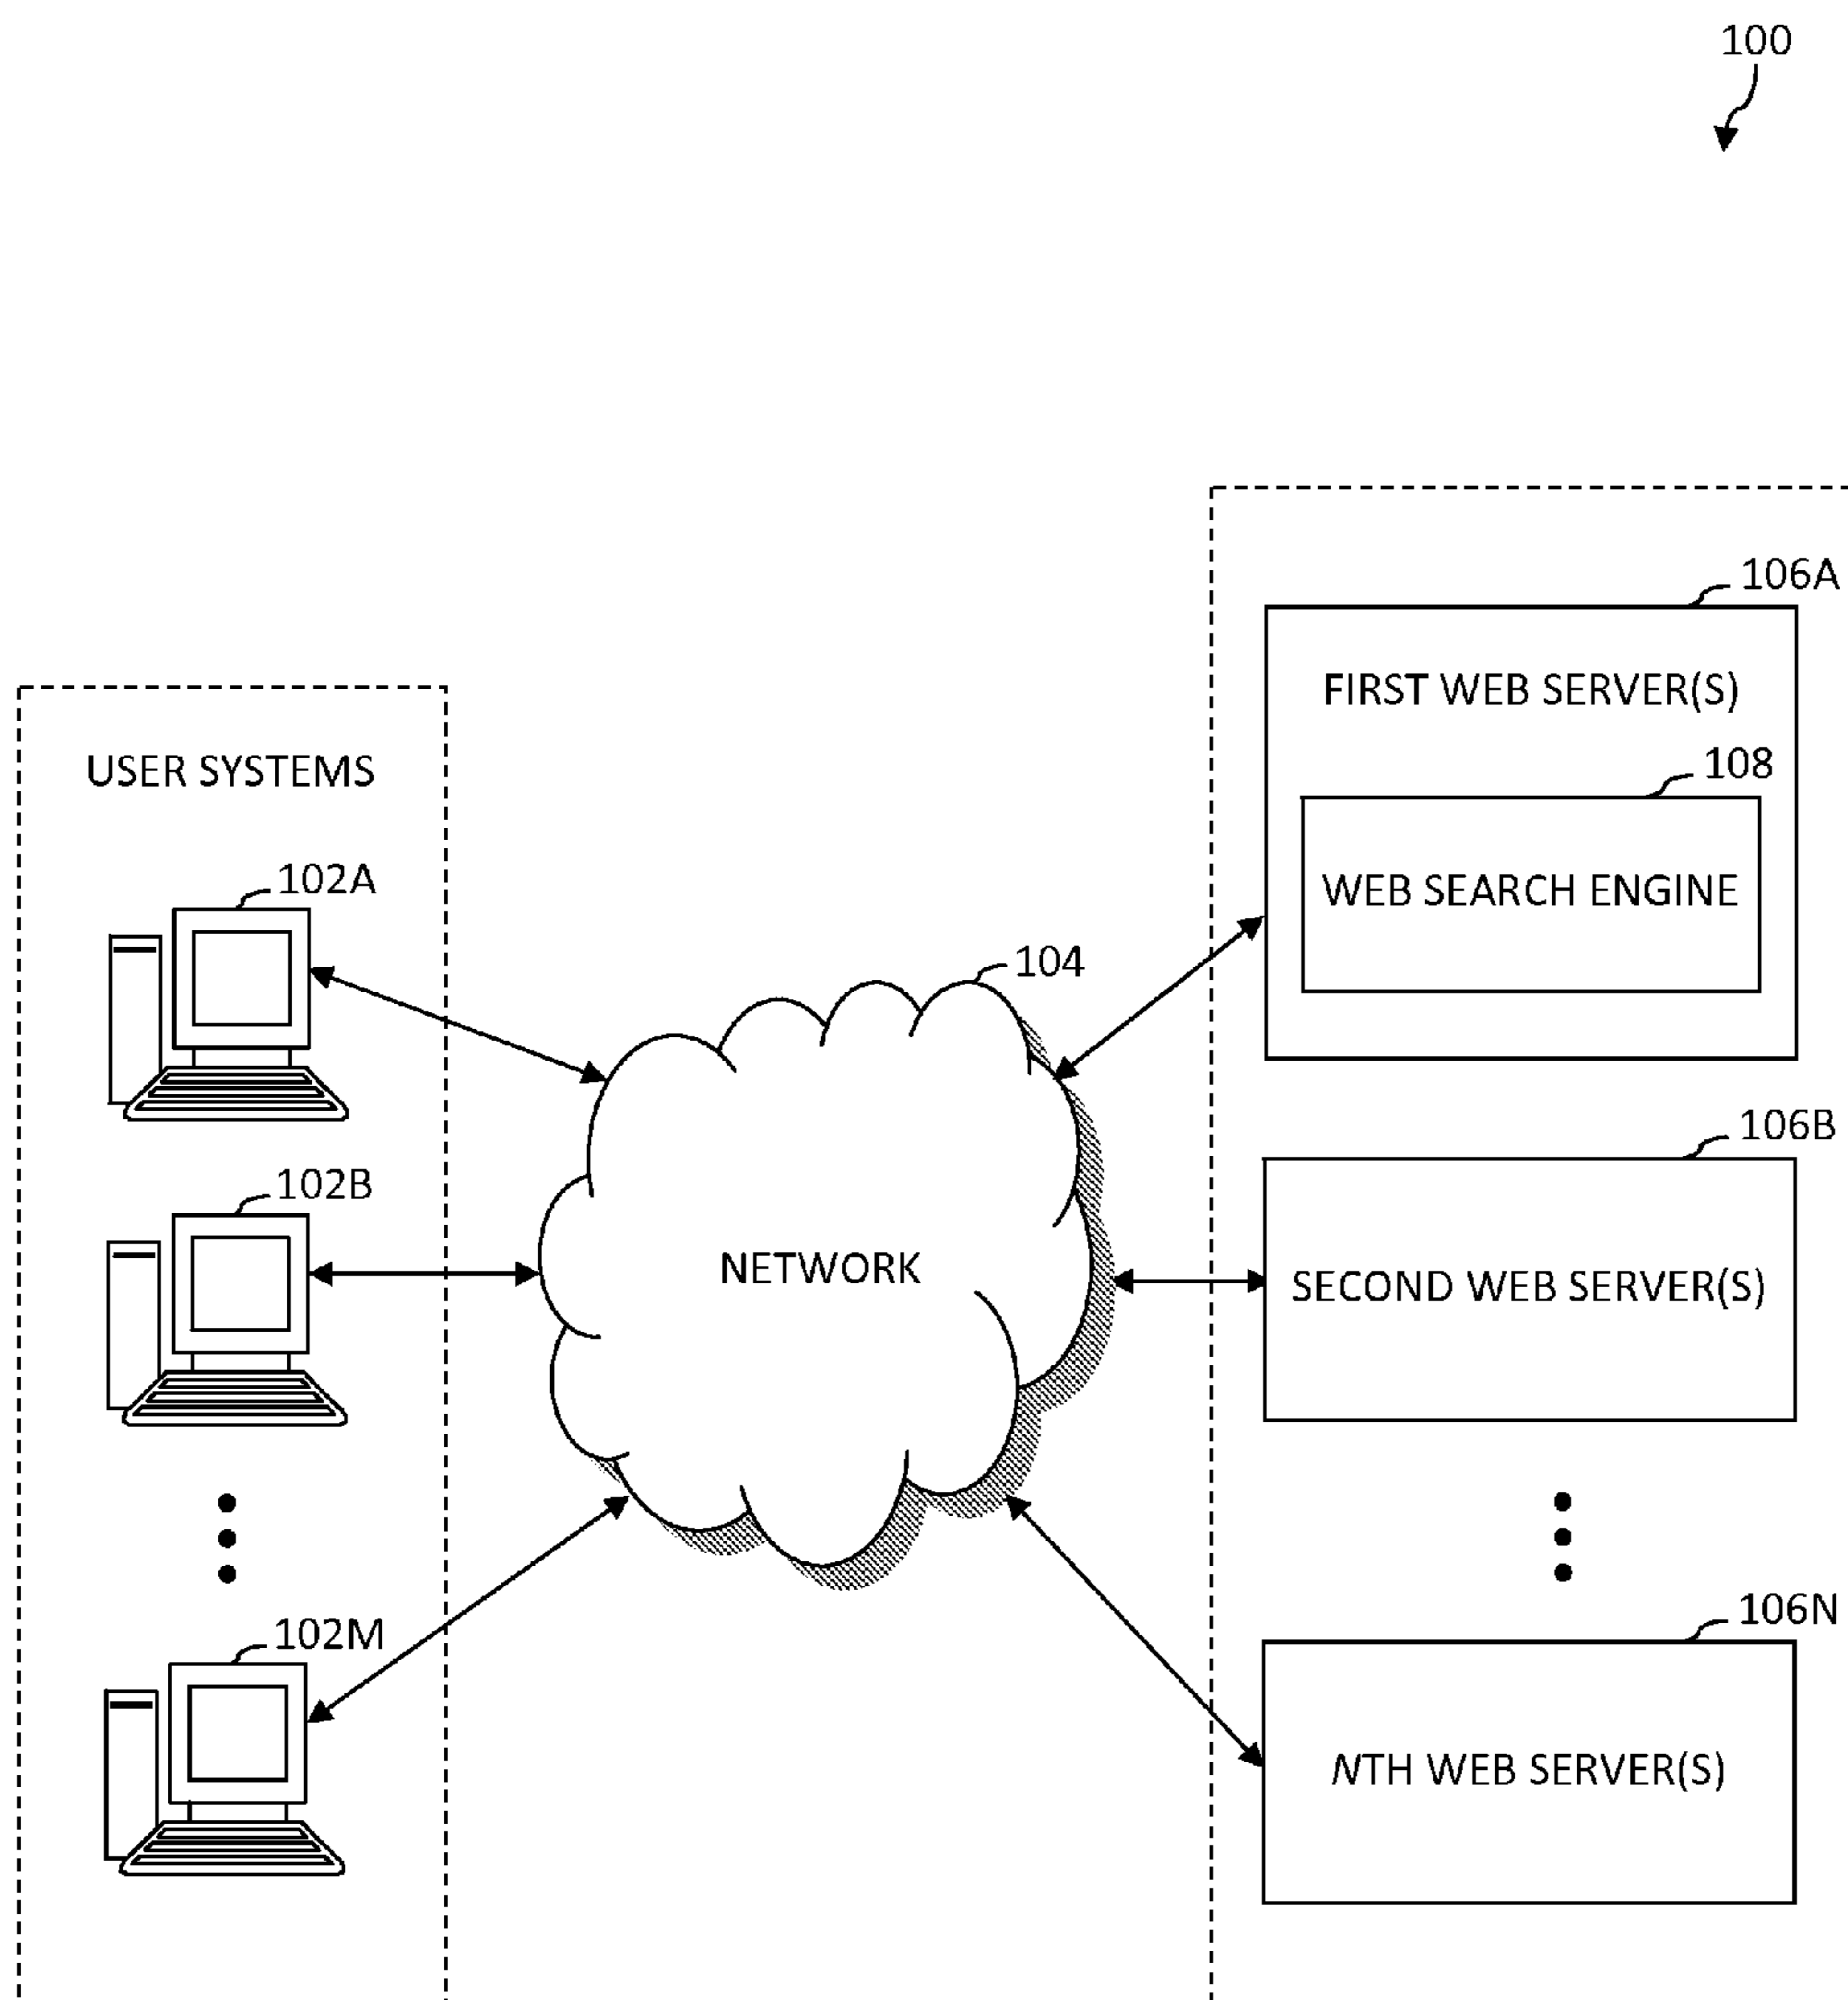 100
106A
FIRST WEB SERVER(S)
108
WEB SEARCH ENGINE
USER SYSTEMS
102A
104
106B
102B
NETWORK
SECOND WEB SERVER(S)
102M
106N
NTH WEB SERVER(S)